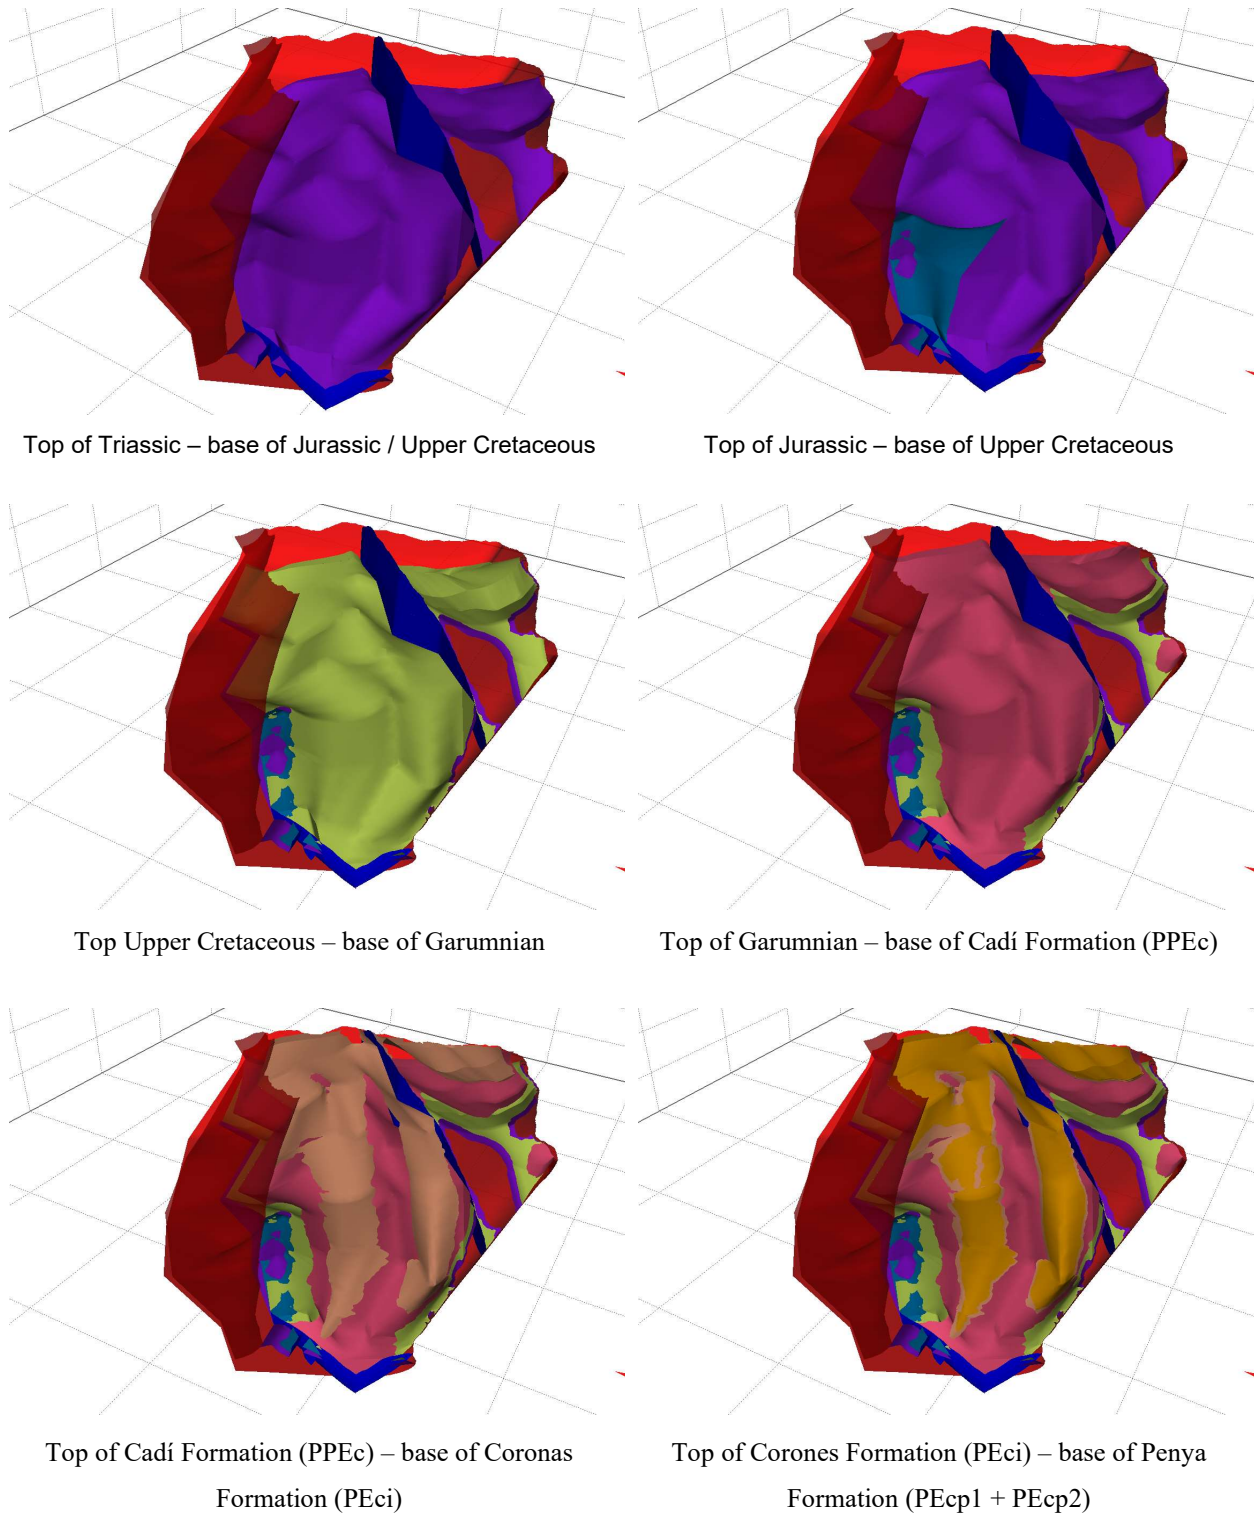 Top of Triassic – base of Jurassic / Upper Cretaceous
Top of Jurassic – base of Upper Cretaceous
Top Upper Cretaceous – base of Garumnian
Top of Garumnian – base of Cadí Formation (PPEc)
Top of Cadí Formation (PPEc) – base of Coronas
Formation (PEci)
Top of Corones Formation (PEci) – base of Penya
Formation (PEcp1 + PEcp2)